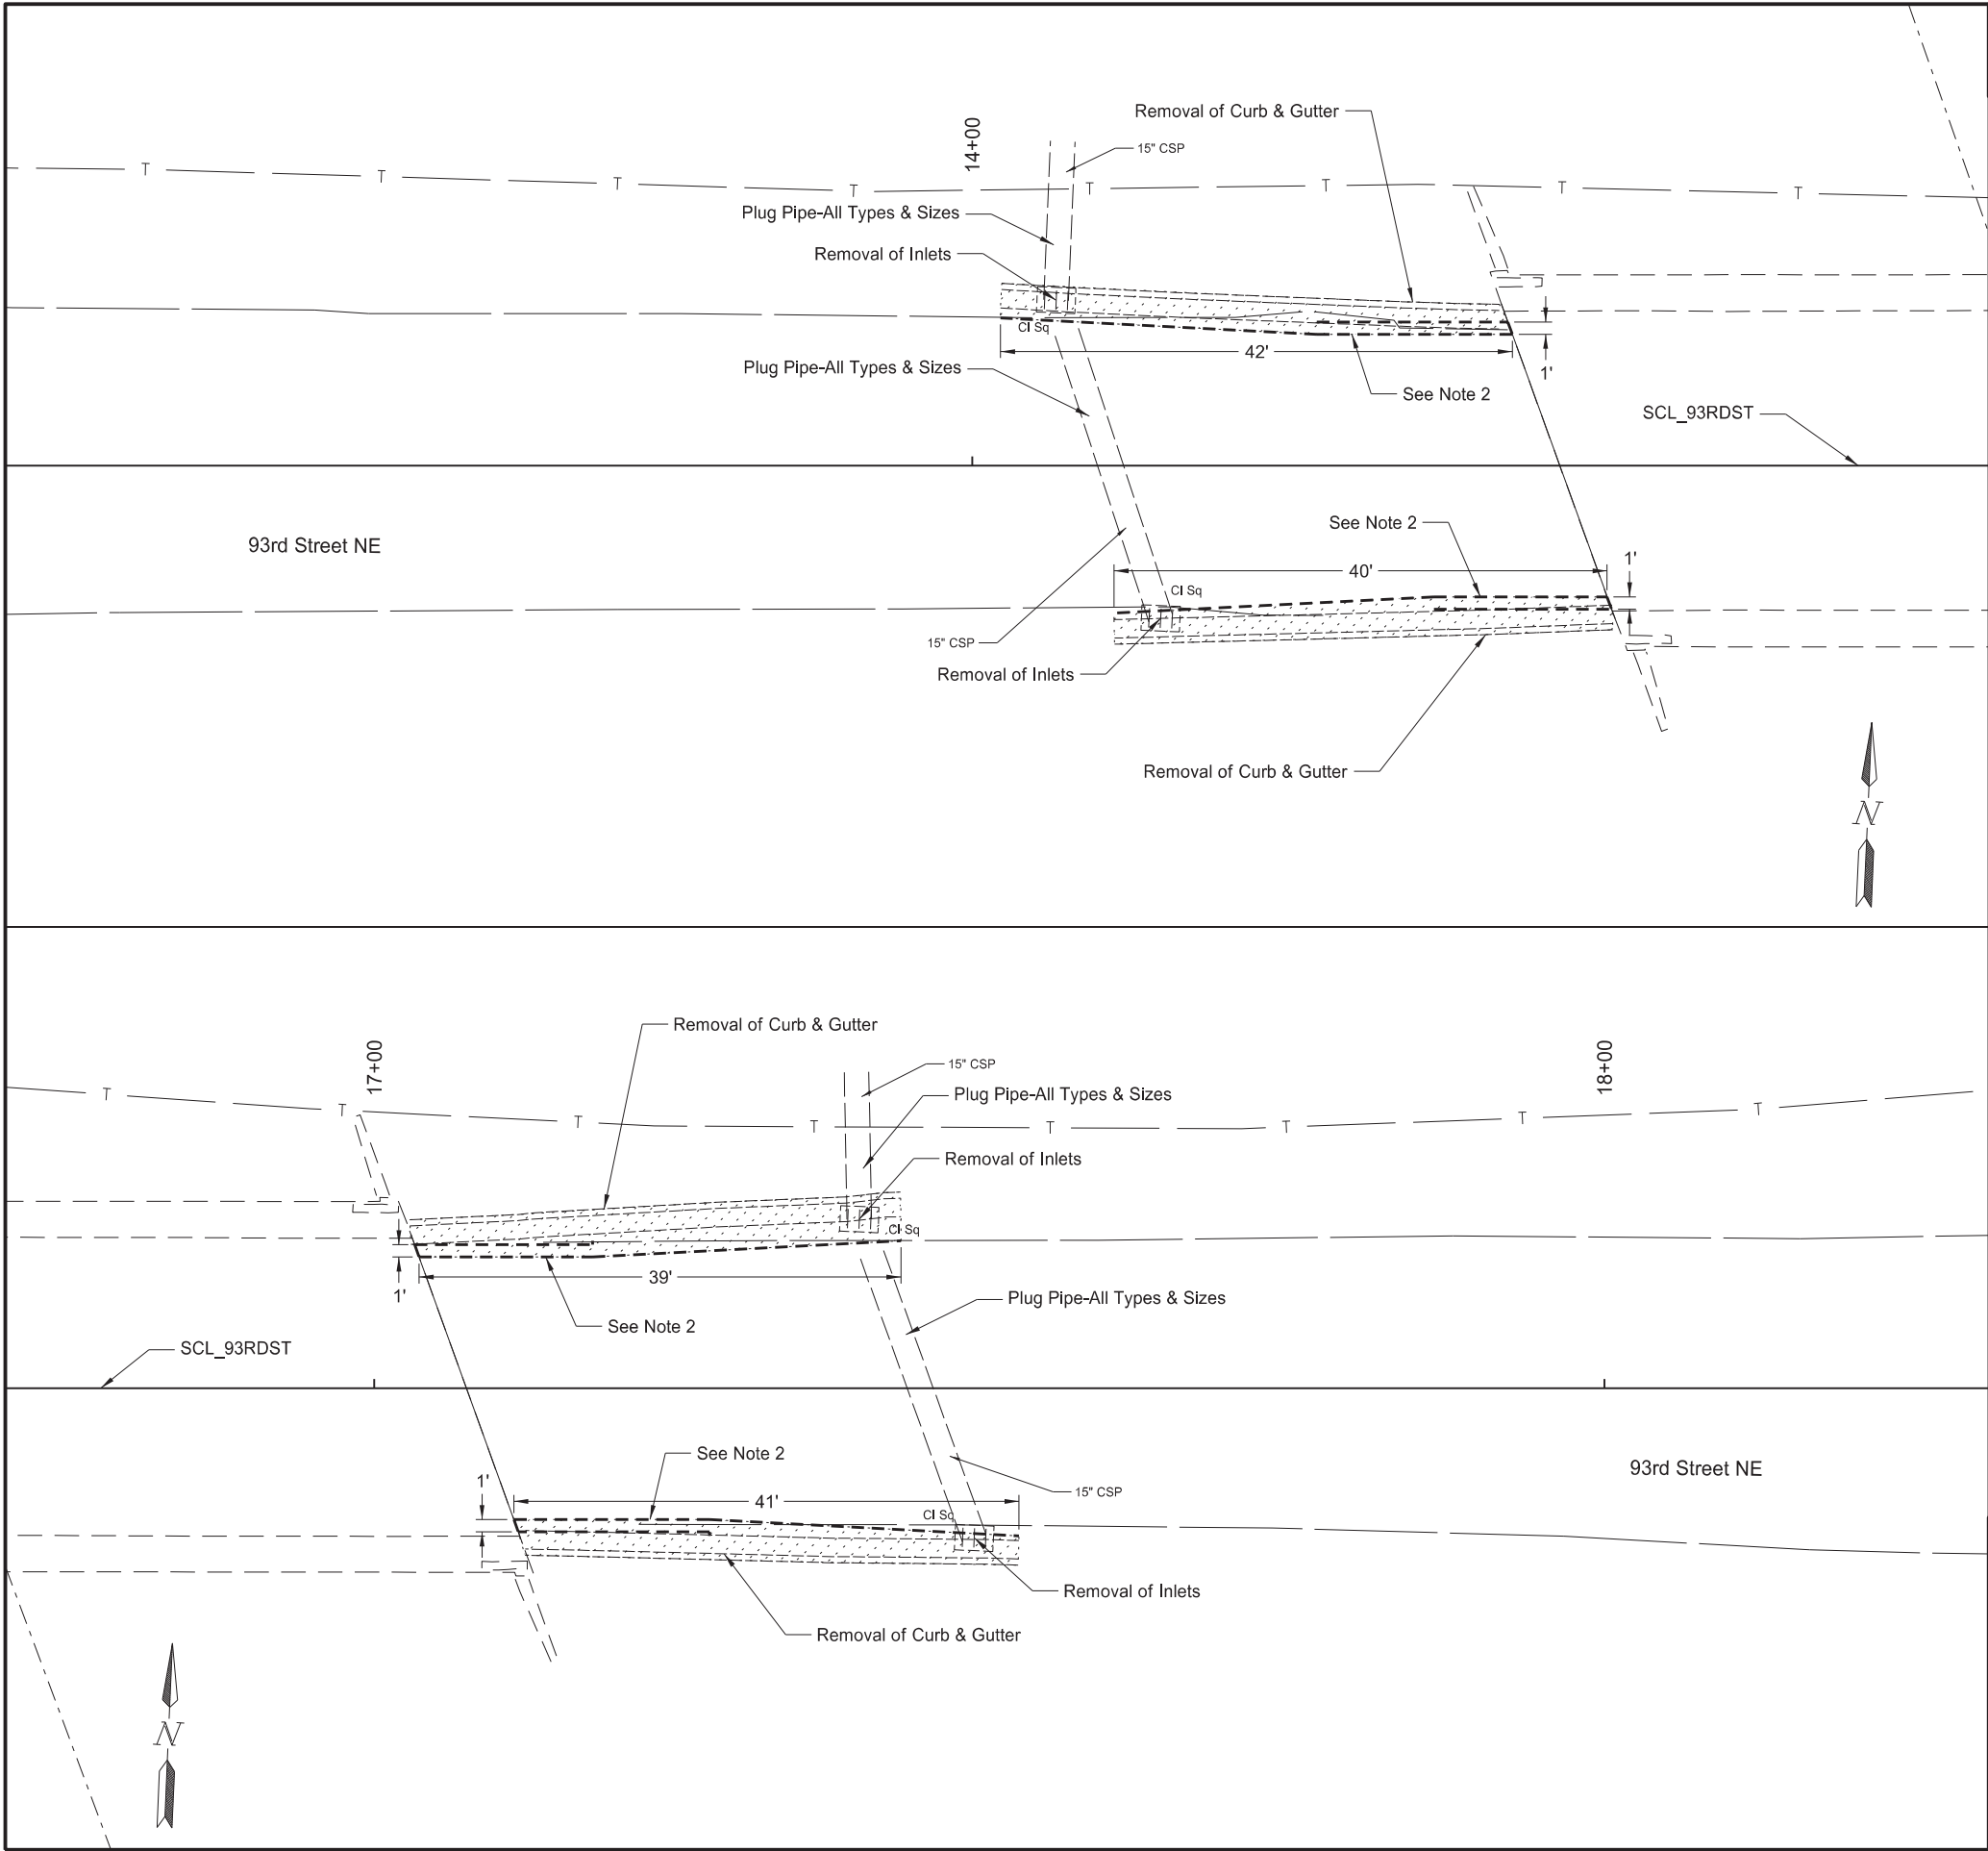 Removal of Curb & Gutter
14+00
15" CSP
T T T T T T T T
Plug Pipe-All Types & Sizes
Removal of Inlets
CI Sq
42'
1'
Plug Pipe-All Types & Sizes
See Note 2
SCL_93RDST
93rd Street NE
See Note 2
1'
40'
CI Sq
15" CSP
Removal of Inlets
Removal of Curb & Gutter
N
Removal of Curb & Gutter
17+00
15" CSP
18+00
Plug Pipe-All Types & Sizes
T T T T T T T T
Removal of Inlets
CI Sq
39'
1'
Plug Pipe-All Types & Sizes
See Note 2
SCL_93RDST
See Note 2
93rd Street NE
1'
41'
15" CSP
CI Sq
Removal of Inlets
Removal of Curb & Gutter
N